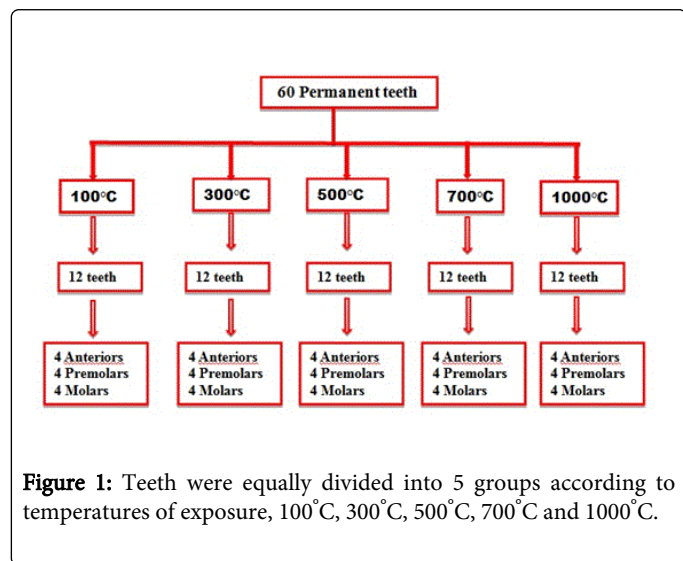 60 Permanent teeth
100°C 300°C 500°C 700°C 1000°C
12 teeth 12 teeth 12 teeth 12 teeth 12 teeth
4 Anteriors 4 Anteriors 4 Anteriors 4 Anteriors 4 Anteriors
4 Premolars 4 Premolars 4 Premolars 4 Premolars 4 Premolars
4 Molars 4 Molars 4 Molars 4 Molars 4 Molars
Figure 1: Teeth were equally divided into 5 groups according to
temperatures of exposure, 100°C, 300°C, 500°C, 700°C and 1000°C.